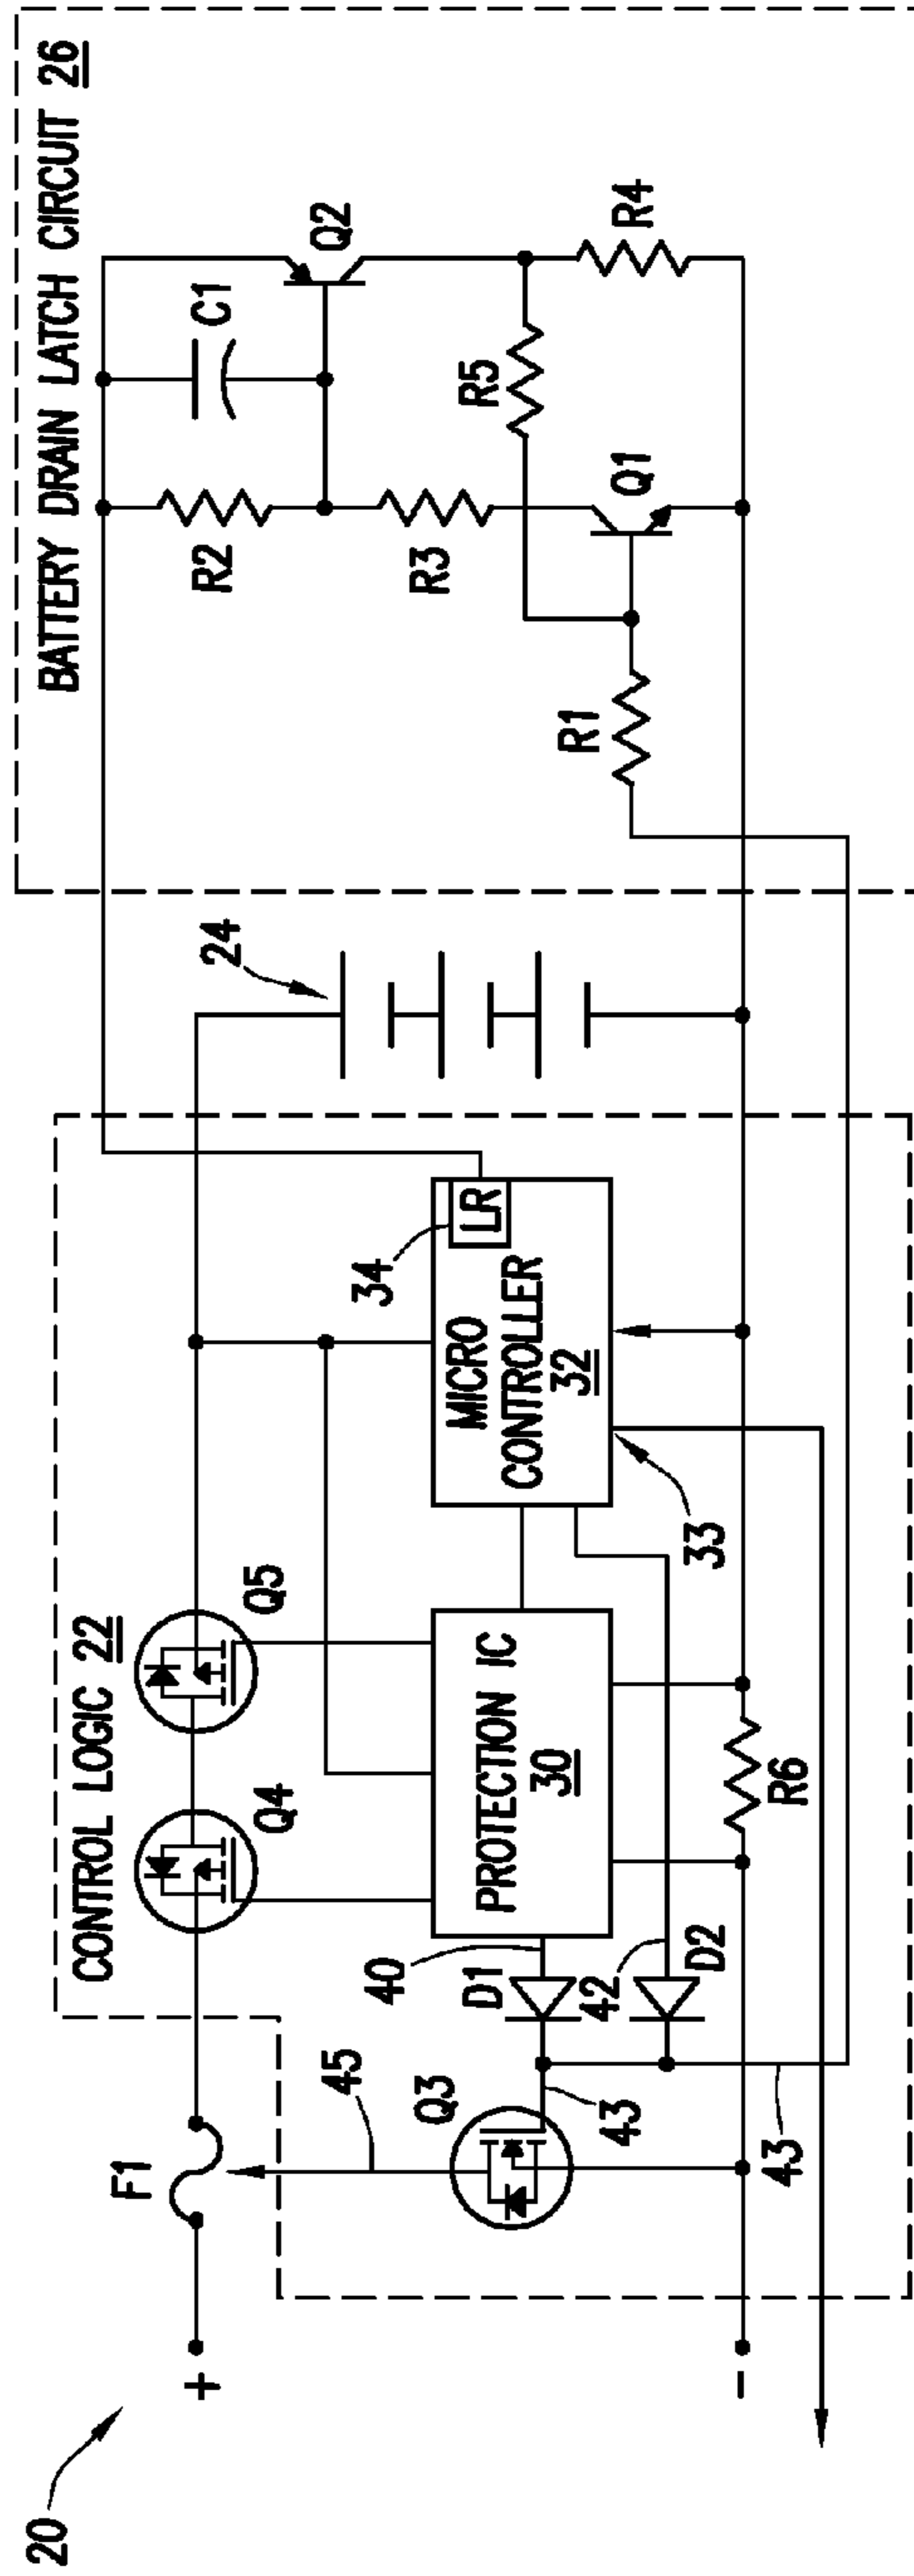 20
+
-
F1
45
CONTROL LOGIC 22
Q4
Q5
Q3
43
43
40
D1
42
D2
PROTECTION IC
30
R6
MICRO
CONTROLLER
32
33
34
LR
24
BATTERY DRAIN LATCH CIRCUIT 26
R1
R2
R3
C1
Q2
R5
Q1
R4